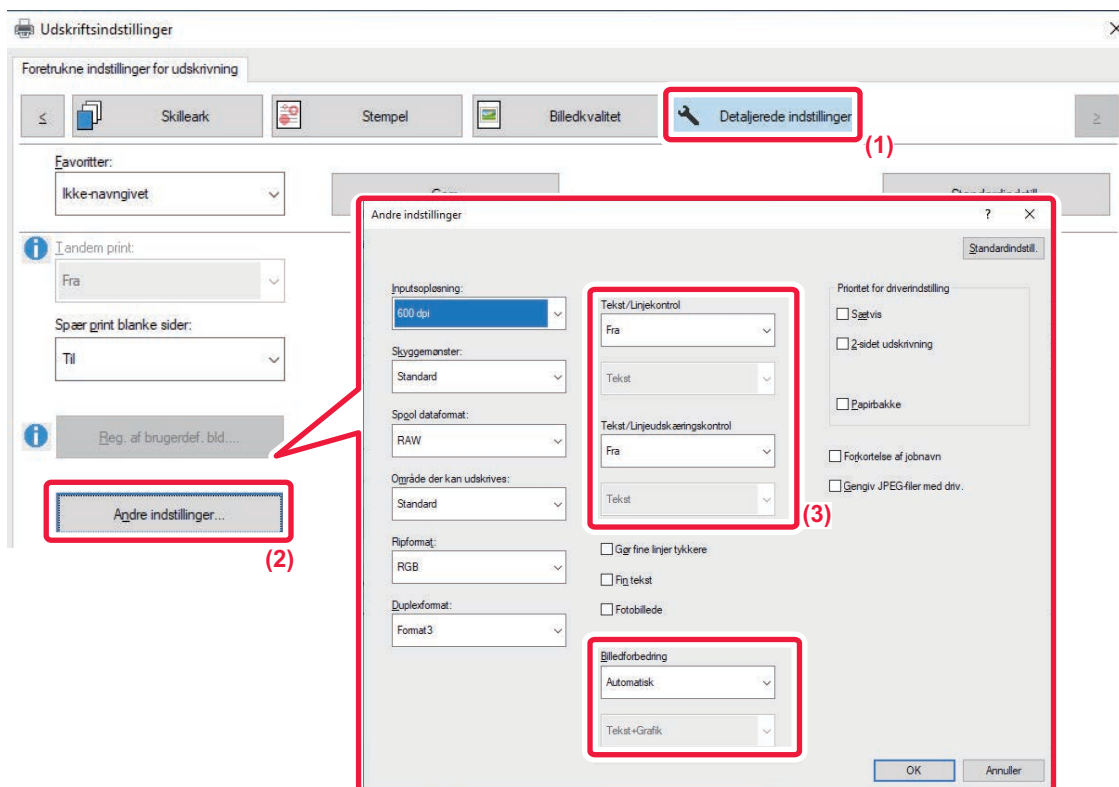 Udskriftsindstillinger
Foretrukne indstillinger for udskrivning
≤
Skilleark
Stempel
Billedkvalitet
Detaljerede indstillinger
≥
(1)
Favoritter:
Ikke-navngivet
Tandem print:
Fra
Spær print blanke sider:
Til
Reg. af brugerdef. bld....
Andre indstillinger...
(2)
Andre indstillinger
?
Standardindstill.
Inputsopløsning:
600 dpi
Skyggemønster:
Standard
Spool dataformat:
RAW
Område der kan udskrives:
Standard
Ripformat:
RGB
Duplexformat:
Format3
Tekst/Linjekontrol
Fra
Tekst
Tekst/Linjeudskæringskontrol
Fra
Tekst
(3)
Gør fine linjer tykkere
Fin tekst
Fotobillede
Billedforbedring
Automatisk
Tekst+Grafik
Prioritet for driverindstilling
Sætvis
2-sidet udskrivning
Papirbakke
Forkortelse af jobnavn
Gengiv JPEG-filer med driv.
OK
Annuller